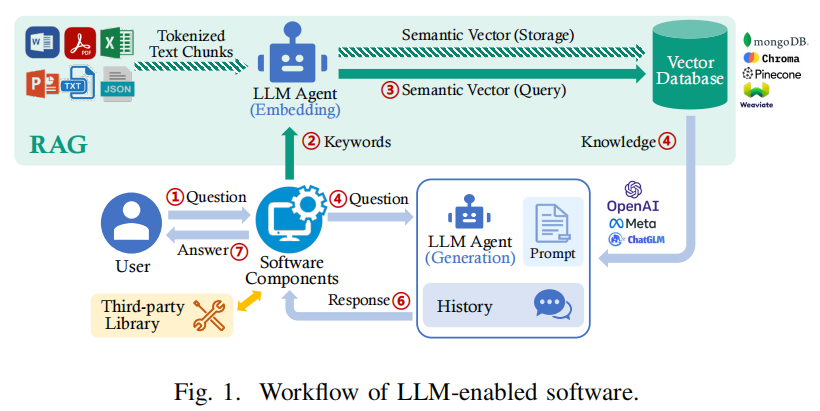 Tokenized
Text Chunks
W
PDF
X
P
TXT
JSON
LLM Agent
(Embedding)
Semantic Vector (Storage)
③ Semantic Vector (Query)
Vector
Database
mongoDB.
Chroma
Pinecone
Weaviate
RAG
② Keywords
Knowledge ④
① Question
④ Question
User
Answer ⑦
Software
Components
LLM Agent
(Generation)
Prompt
History
OpenAI
Meta
ChatGLM
Response ⑥
Third-party
Library
Fig. 1. Workflow of LLM-enabled software.